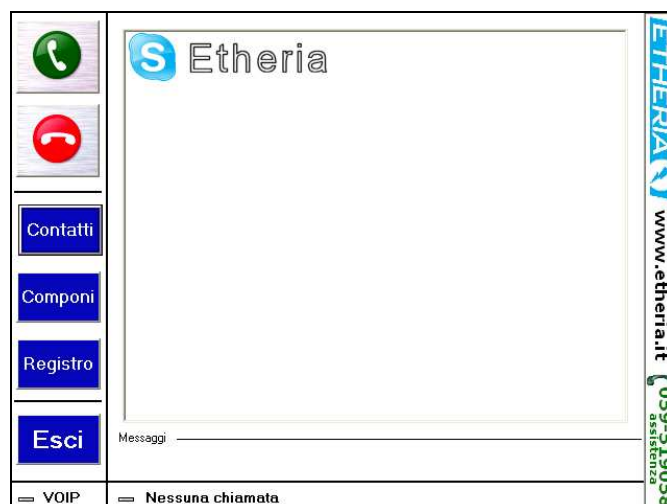 S Etheria
Contatti
Componi
Registro
Esci
Messaggi
VOIP
Nessuna chiamata
ETHERIA
www.etheria.it
assistenza